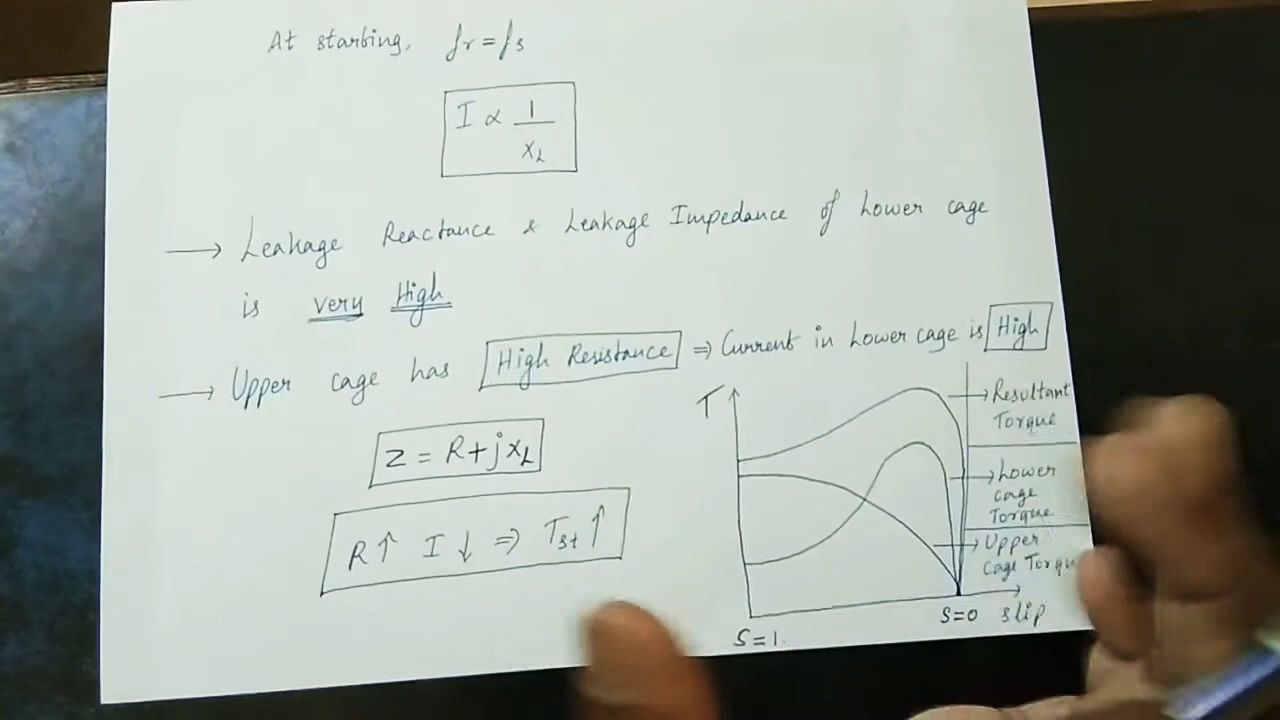 At starting, fr = fs
I ∝ 1/XL
→ Leakage Reactance & Leakage Impedance of Lower cage
is very High
→ Upper cage has High Resistance ⇒ Current in Lower cage is High
Z = R+jXL
R↑ I↓ ⇒ Tst↑
T
Resultant
Torque
Lower
cage
Torque
Upper
Cage Torqu
S=0 slip
S=1.